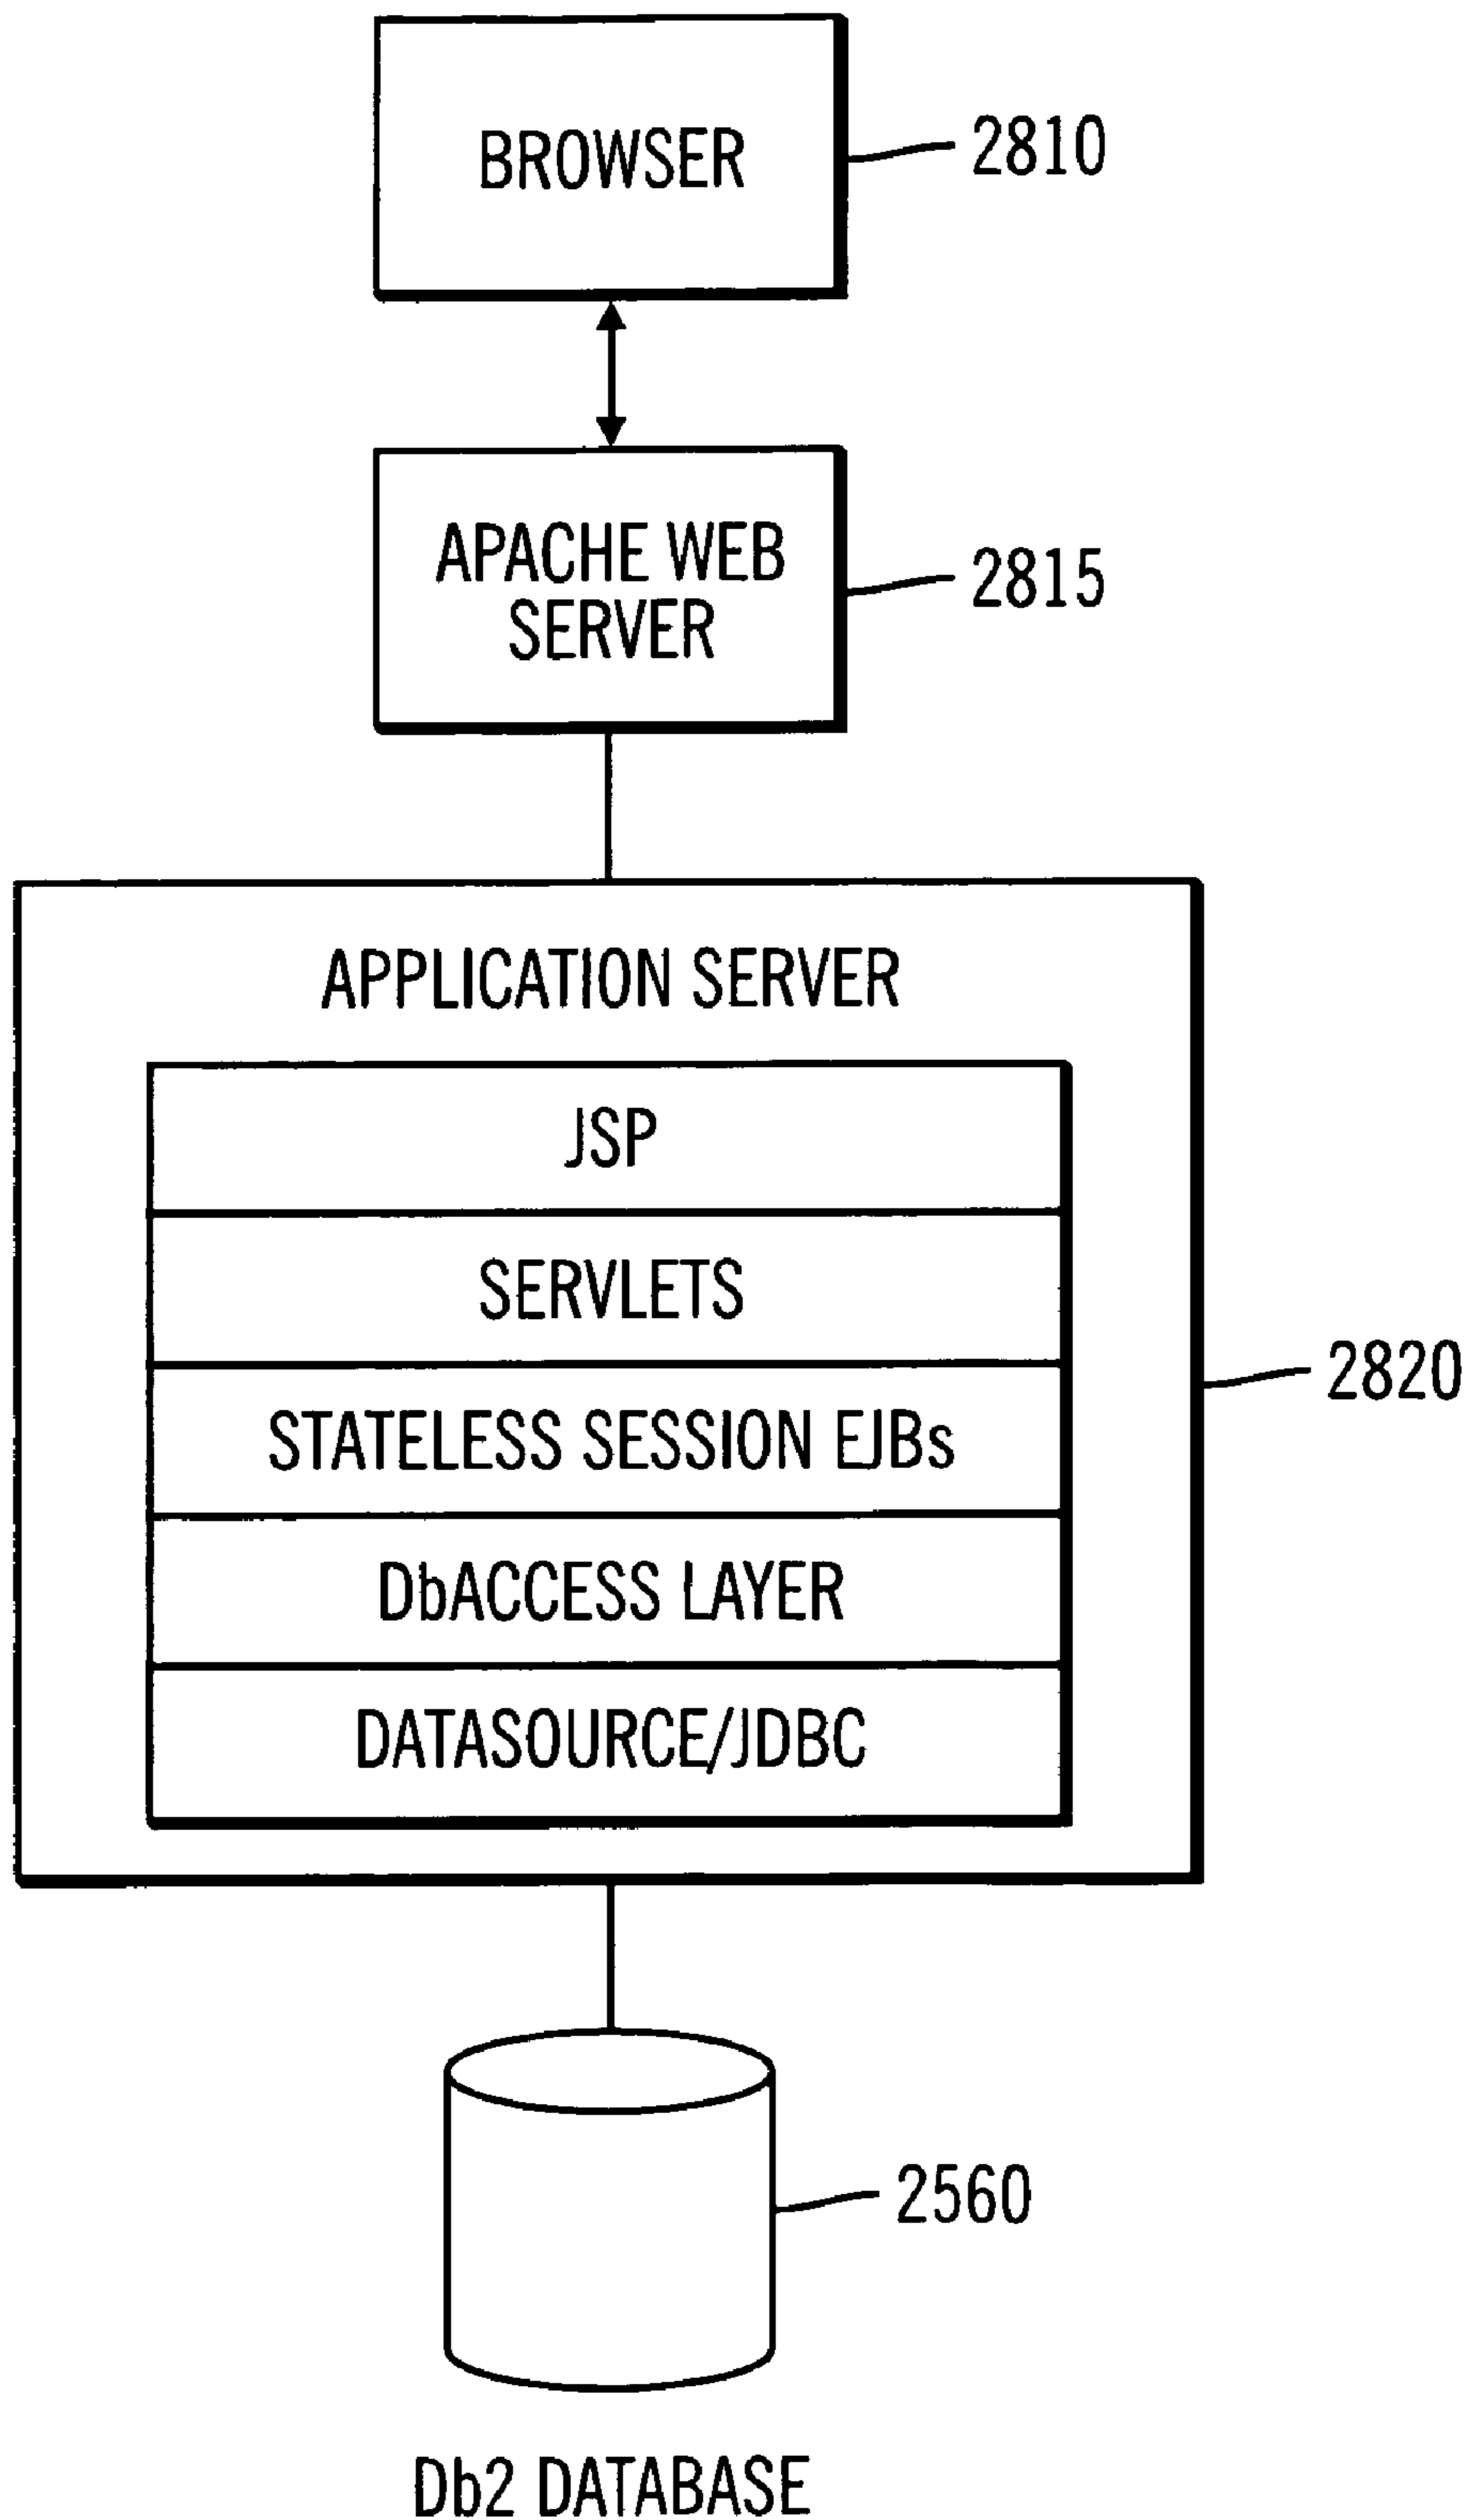 BROWSER
2810
APACHE WEB
SERVER
2815
APPLICATION SERVER
JSP
SERVLETS
STATELESS SESSION EJBs
DbACCESS LAYER
DATASOURCE/JDBC
2820
2560
Db2 DATABASE